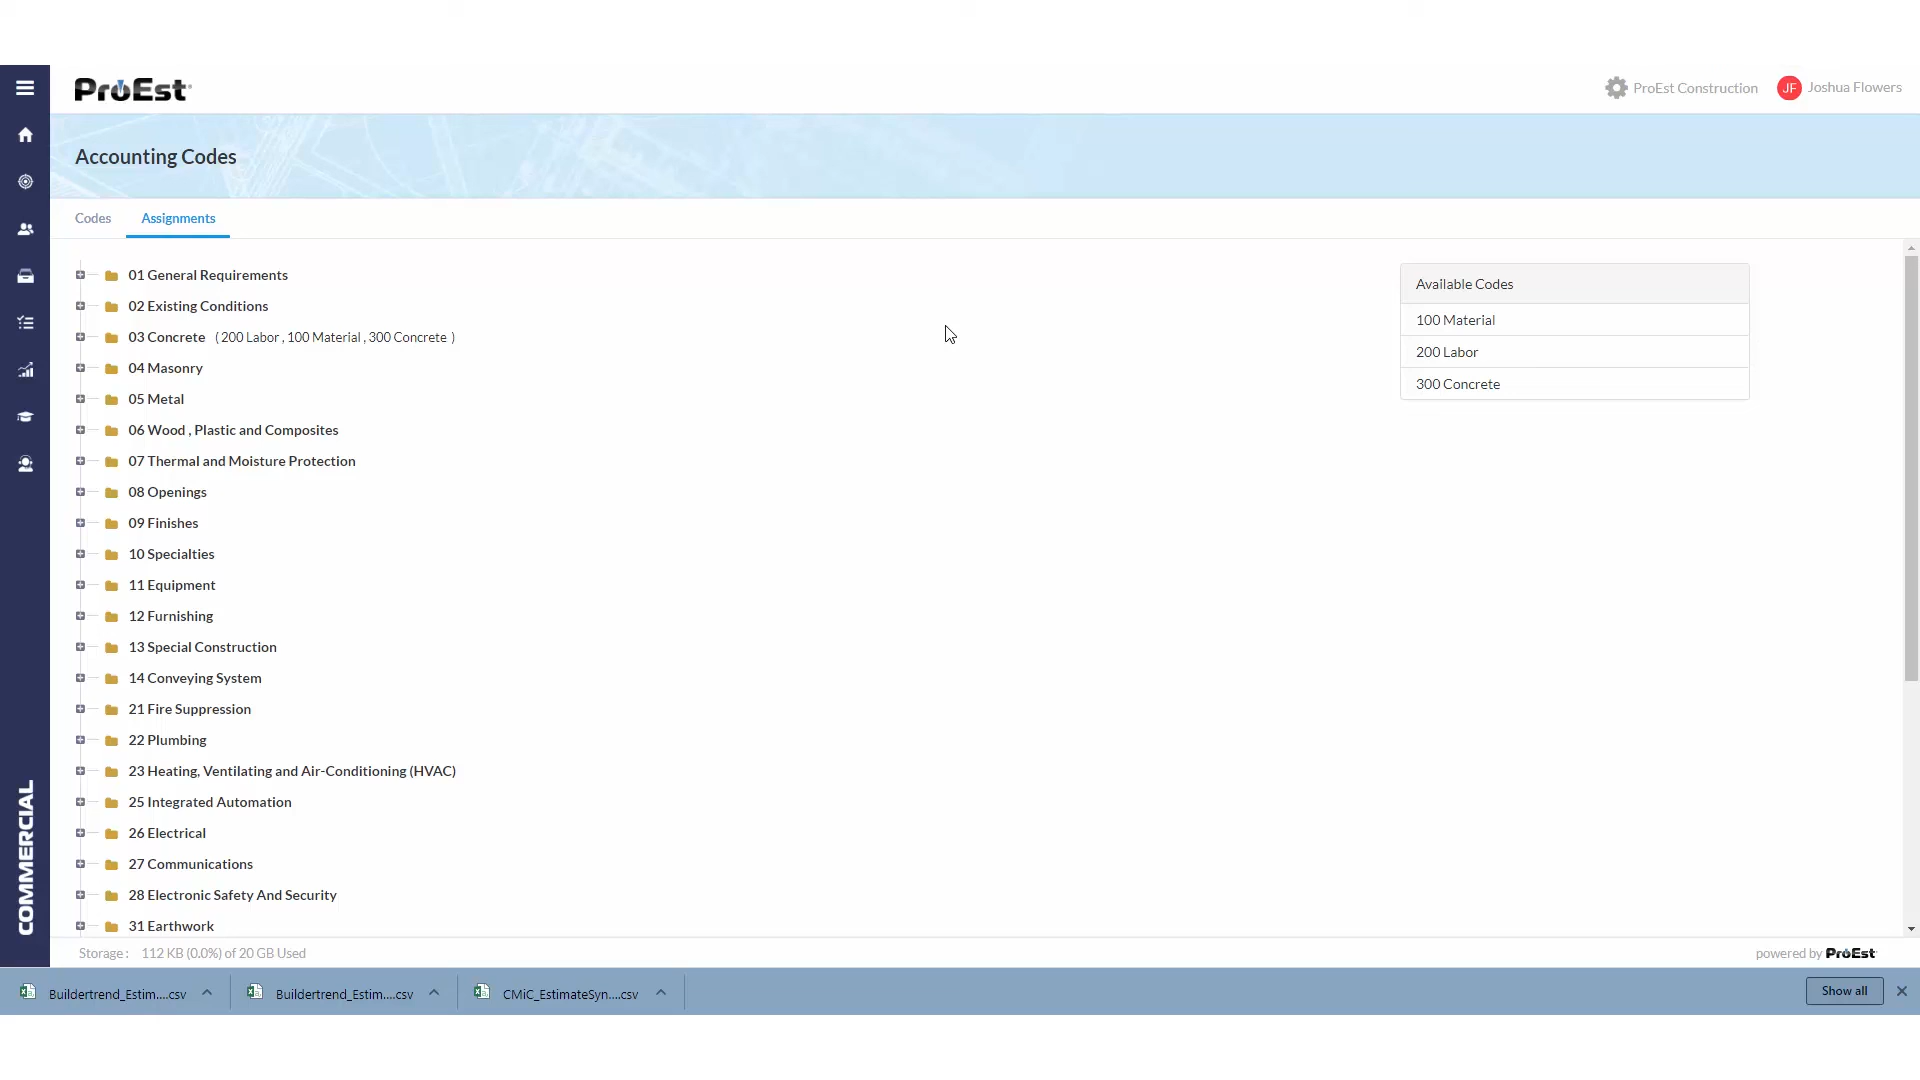 ProEst
ProEst Construction
JF Joshua Flowers
Accounting Codes
Codes Assignments
01 General Requirements
02 Existing Conditions
03 Concrete ( 200 Labor , 100 Material , 300 Concrete )
04 Masonry
05 Metal
06 Wood , Plastic and Composites
07 Thermal and Moisture Protection
08 Openings
09 Finishes
10 Specialties
11 Equipment
12 Furnishing
13 Special Construction
14 Conveying System
21 Fire Suppression
22 Plumbing
23 Heating, Ventilating and Air-Conditioning (HVAC)
25 Integrated Automation
26 Electrical
27 Communications
28 Electronic Safety And Security
31 Earthwork
Available Codes
100 Material
200 Labor
300 Concrete
COMMERCIAL
Storage : 112 KB (0.0%) of 20 GB Used
powered by ProEst
Buildertrend_Estim....csv
Buildertrend_Estim....csv
CMiC_EstimateSyn....csv
Show all